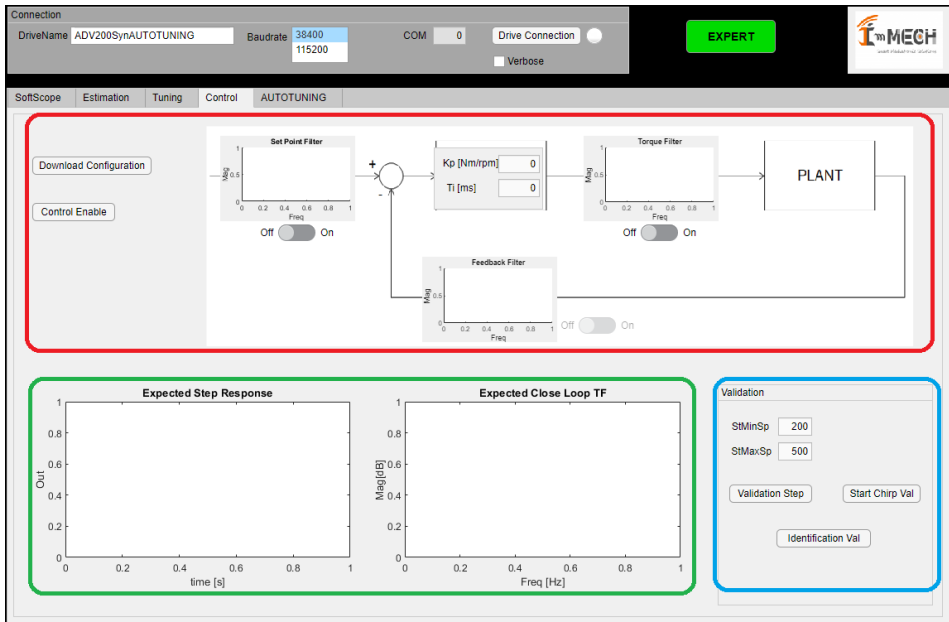 Connection
DriveName ADV200SynAUTOTUNING Baudrate 38400 COM 0 Drive Connection
115200
Verbose
EXPERT
I'mMECH
SoftScope Estimation Tuning Control AUTOTUNING
Download Configuration
Control Enable
Set Point Filter
Mag
1
0.5
0
0 0.2 0.4 0.6 0.8 1
Freq
Off On
+
-
Kp [Nm/rpm] 0
Ti [ms] 0
Torque Filter
Mag
1
0.5
0
0 0.2 0.4 0.6 0.8 1
Freq
Off On
PLANT
Feedback Filter
Mag
1
0.5
0
0 0.2 0.4 0.6 0.8 1
Freq
Off On
Expected Step Response
Out
1
0.8
0.6
0.4
0.2
0
0 0.2 0.4 0.6 0.8 1
time [s]
Expected Close Loop TF
Mag[dB]
1
0.8
0.6
0.4
0.2
0
0 0.2 0.4 0.6 0.8 1
Freq [Hz]
Validation
StMinSp 200
StMaxSp 500
Validation Step Start Chirp Val
Identification Val